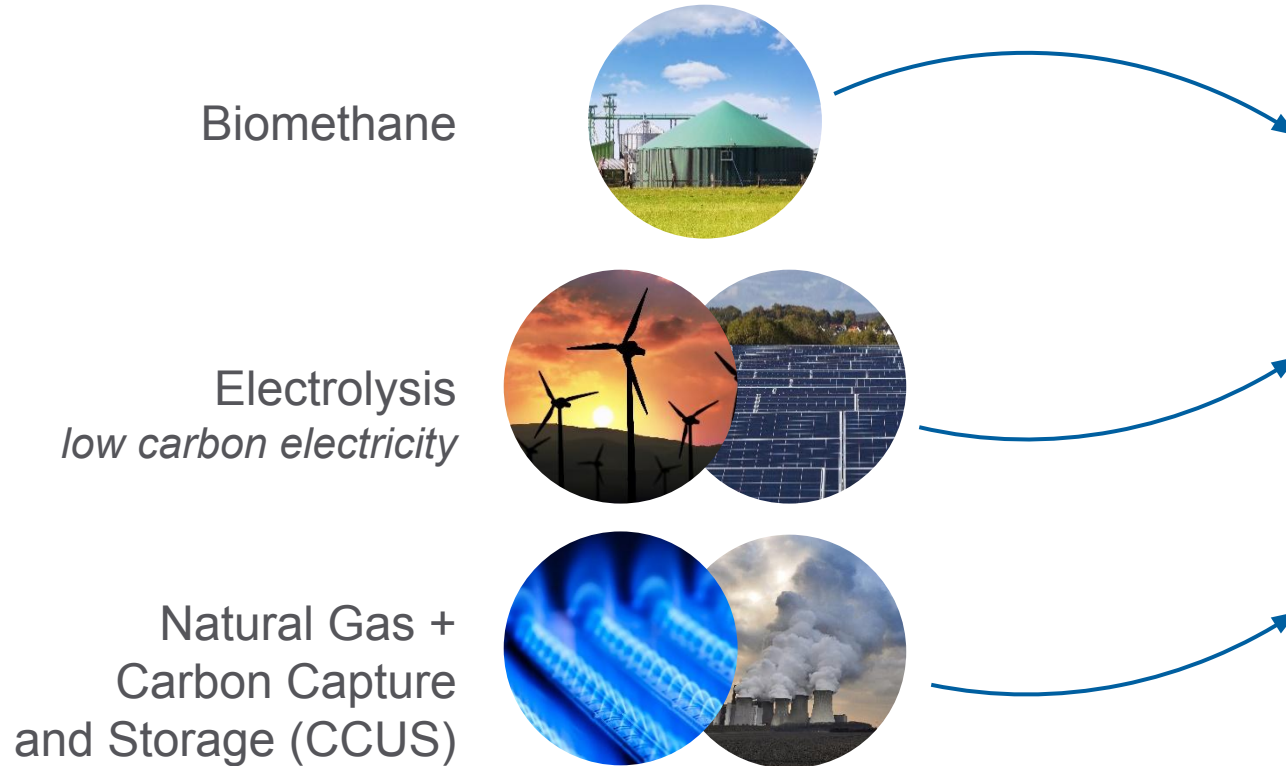 Biomethane
Electrolysis
low carbon electricity
Natural Gas +
Carbon Capture
and Storage (CCUS)